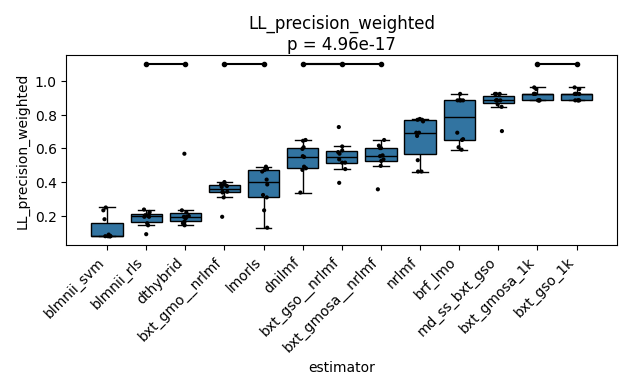 LL_precision_weighted
p = 4.96e-17
LL_precision_weighted
1.0
0.8
0.6
0.4
0.2
blmnii_svm
blmnii_rls
dthybrid
bxt_gmo__nrlmf
lmorls
dnilmf
bxt_gso__nrlmf
bxt_gmosa__nrlmf
nrlmf
brf_lmo
md_ss_bxt_gso
bxt_gmosa_1k
bxt_gso_1k
estimator